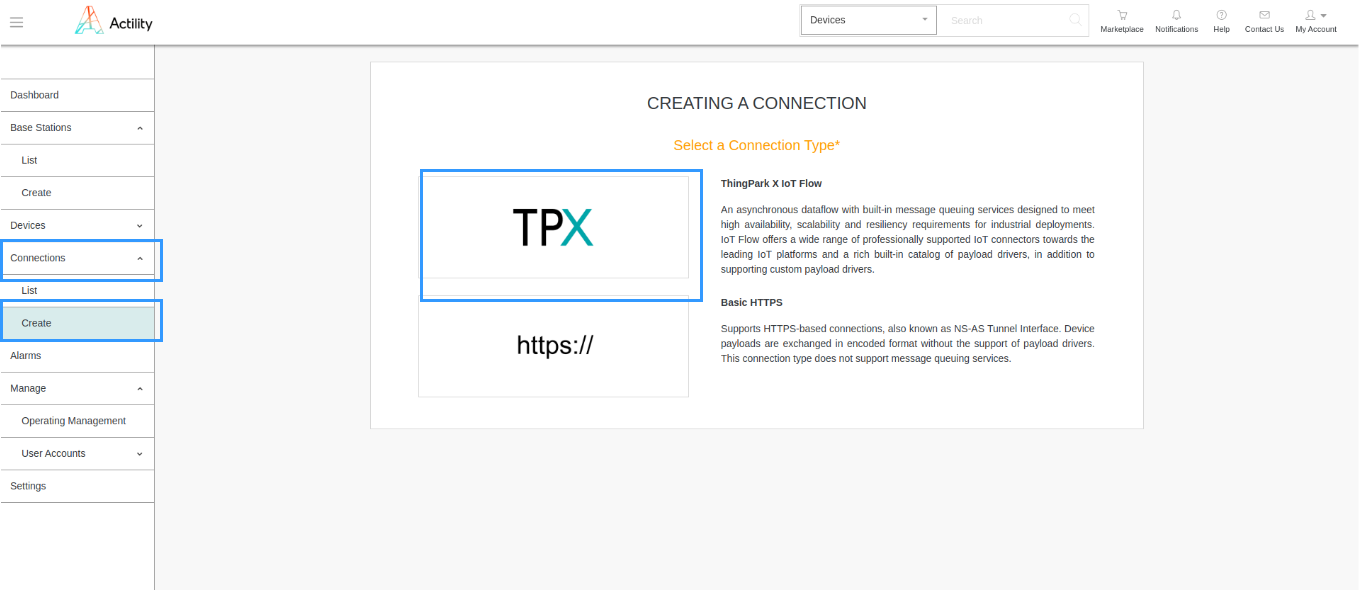 Actility
Devices
Search
Marketplace
Notifications
Help
Contact Us
My Account
Dashboard
Base Stations
List
Create
Devices
Connections
List
Create
Alarms
Manage
Operating Management
User Accounts
Settings
CREATING A CONNECTION
Select a Connection Type*
TPX
ThingPark X IoT Flow
An asynchronous dataflow with built-in message queuing services designed to meet
high availability, scalability and resiliency requirements for industrial deployments.
IoT Flow offers a wide range of professionally supported IoT connectors towards the
leading IoT platforms and a rich built-in catalog of payload drivers, in addition to
supporting custom payload drivers.
https://
Basic HTTPS
Supports HTTPS-based connections, also known as NS-AS Tunnel Interface. Device
payloads are exchanged in encoded format without the support of payload drivers.
This connection type does not support message queuing services.